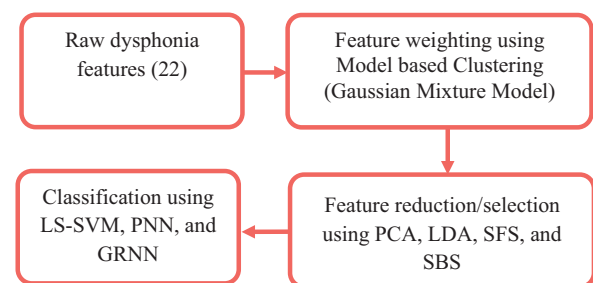 Raw dysphonia
features (22)
Feature weighting using
Model based Clustering
(Gaussian Mixture Model)
Feature reduction/selection
using PCA, LDA, SFS, and
SBS
Classification using
LS-SVM, PNN, and
GRNN